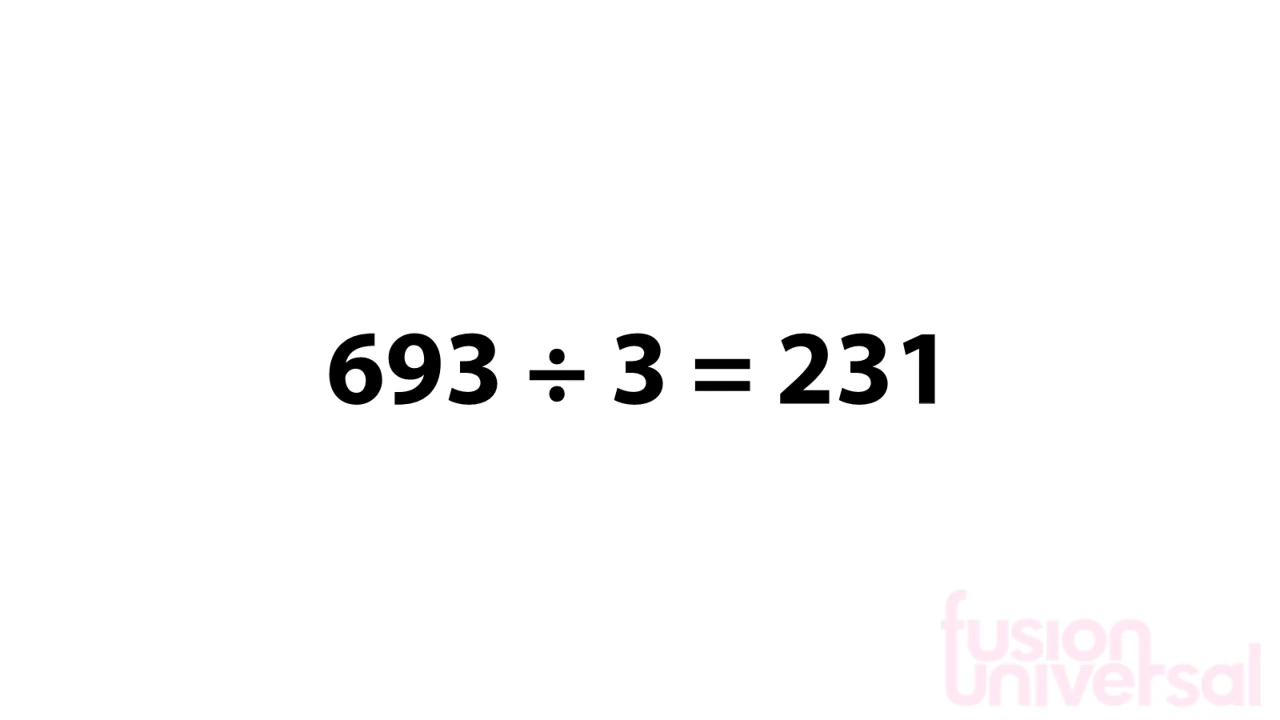 693 ÷ 3 = 231
fusion
universal